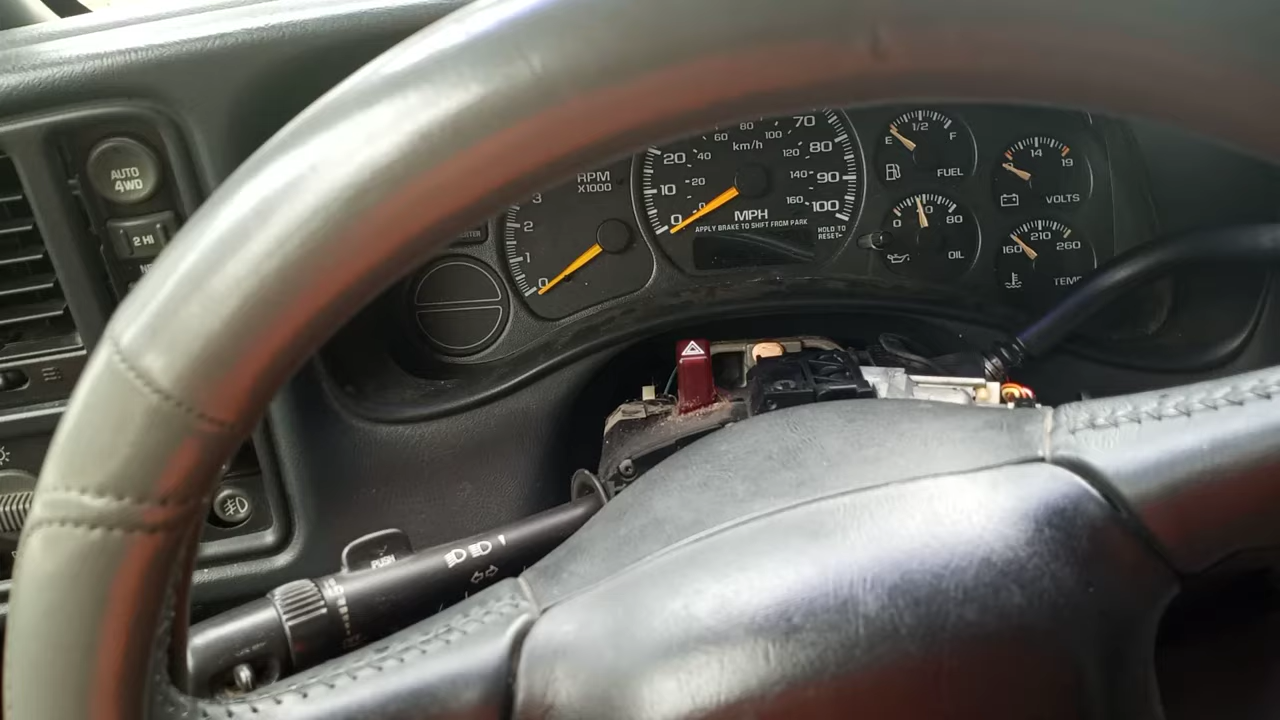 AUTO
4WD
2 HI
RPM
X1000
3
2
1
0
60 80 100
km/h
120
140
160
40
20
0
70
80
90
100
20
10
0
MPH
APPLY BRAKE TO SHIFT FROM PARK
HOLD TO
RESET
E 1/2 F
FUEL
14 19
VOLTS
0 80
OIL
160 210 260
TEMP
PUSH